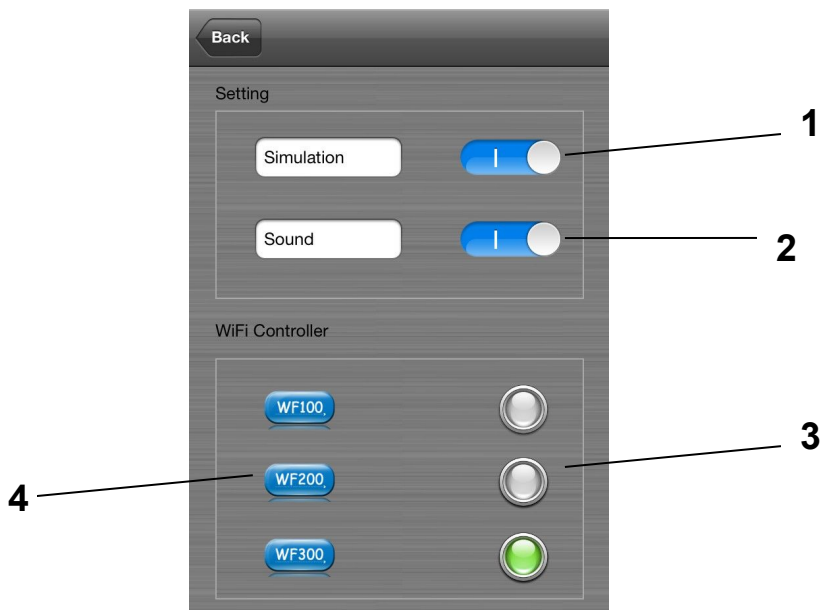 Back
Setting
1
Simulation
2
Sound
WiFi Controller
WF100
3
WF200
4
WF300